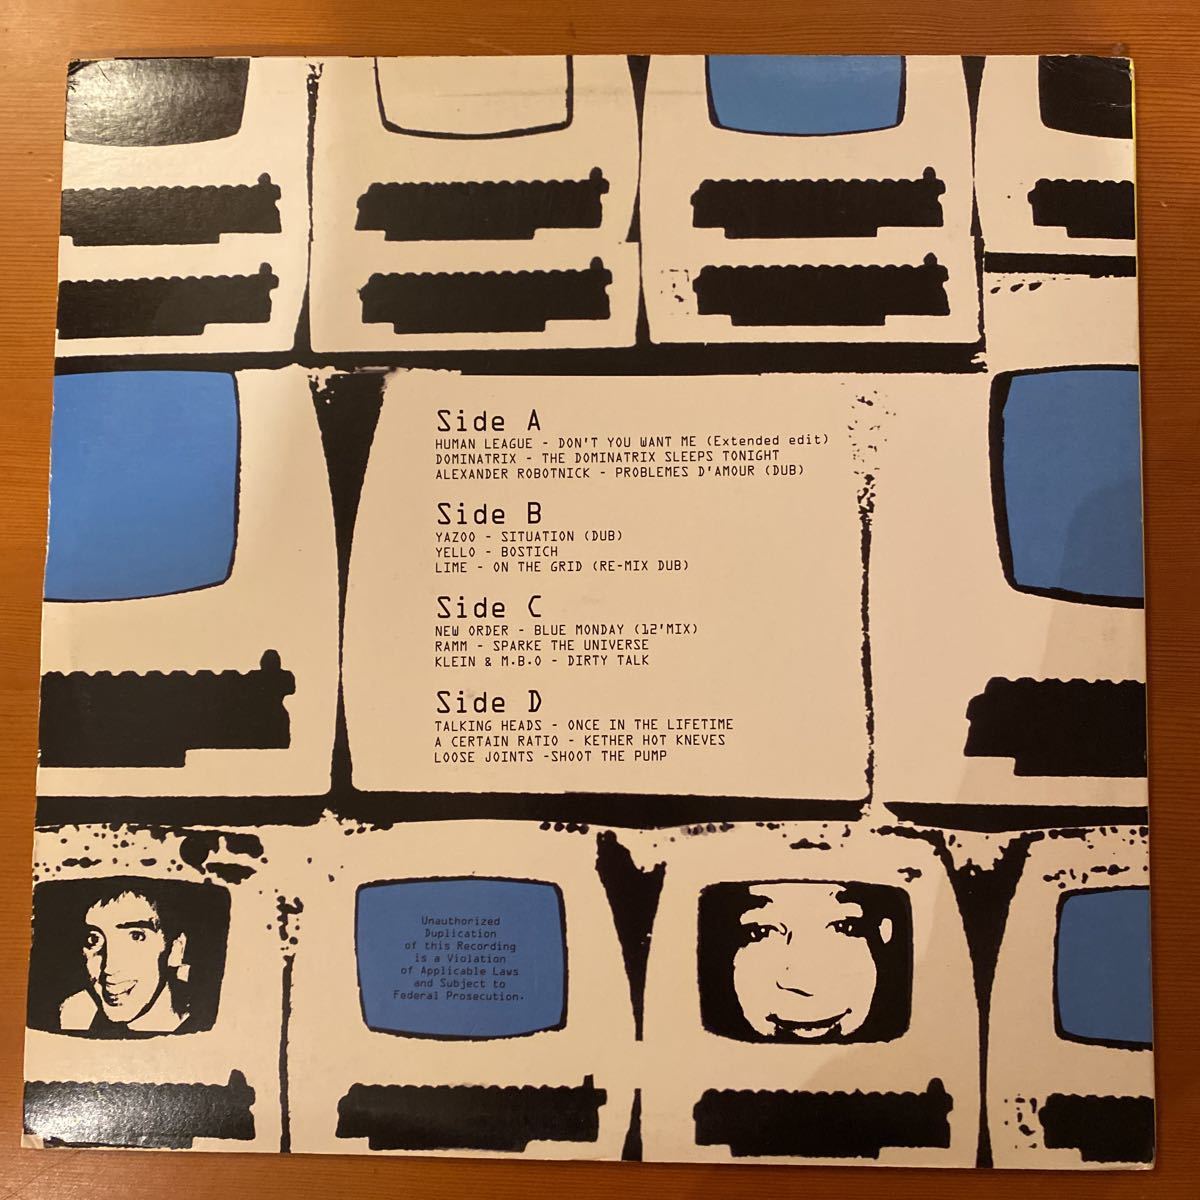 Side A
HUMAN LEAGUE - DON'T YOU WANT ME (Extended edit)
DOMINATRIX - THE DOMINATRIX SLEEPS TONIGHT
ALEXANDER ROBOTNICK - PROBLEMES D'AMOUR (DUB)
Side B
YAZOO - SITUATION (DUB)
YELLO - BOSTICH
LIME - ON THE GRID (RE-MIX DUB)
Side C
NEW ORDER - BLUE MONDAY (12'MIX)
RAMM - SPARKE THE UNIVERSE
KLEIN & M.B.O - DIRTY TALK
Side D
TALKING HEADS - ONCE IN THE LIFETIME
A CERTAIN RATIO - KETHER HOT KNEVES
LOOSE JOINTS -SHOOT THE PUMP
Unauthorized
Duplication
of this Recording
is a Violation
of Applicable Laws
and Subject to
Federal Prosecution.